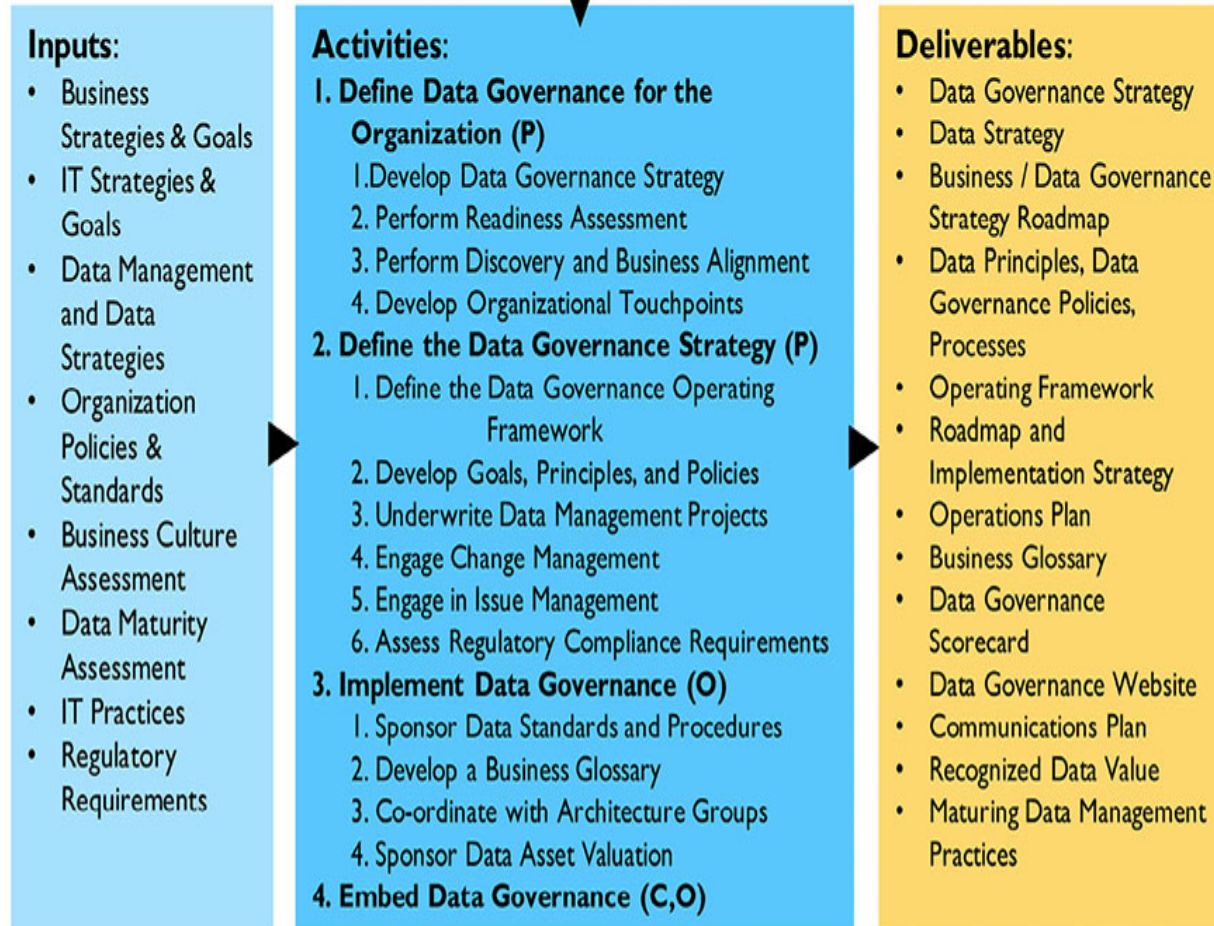 Inputs:
• Business
Strategies & Goals
• IT Strategies &
Goals
• Data Management
and Data
Strategies
• Organization
Policies &
Standards
• Business Culture
Assessment
• Data Maturity
Assessment
• IT Practices
• Regulatory
Requirements
Activities:
1. Define Data Governance for the
Organization (P)
1.Develop Data Governance Strategy
2. Perform Readiness Assessment
3. Perform Discovery and Business Alignment
4. Develop Organizational Touchpoints
2. Define the Data Governance Strategy (P)
1. Define the Data Governance Operating
Framework
2. Develop Goals, Principles, and Policies
3. Underwrite Data Management Projects
4. Engage Change Management
5. Engage in Issue Management
6. Assess Regulatory Compliance Requirements
3. Implement Data Governance (O)
1. Sponsor Data Standards and Procedures
2. Develop a Business Glossary
3. Co-ordinate with Architecture Groups
4. Sponsor Data Asset Valuation
4. Embed Data Governance (C,O)
Deliverables:
• Data Governance Strategy
• Data Strategy
• Business / Data Governance
Strategy Roadmap
• Data Principles, Data
Governance Policies,
Processes
• Operating Framework
• Roadmap and
Implementation Strategy
• Operations Plan
• Business Glossary
• Data Governance
Scorecard
• Data Governance Website
• Communications Plan
• Recognized Data Value
• Maturing Data Management
Practices